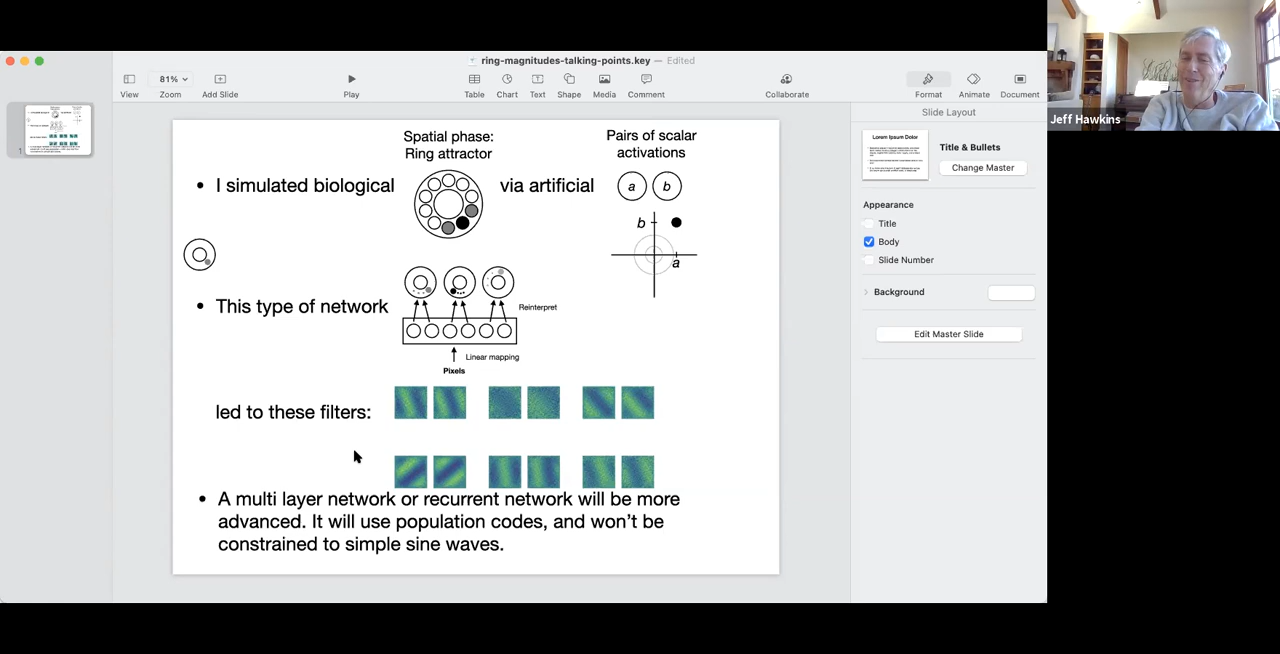 ring-magnitudes-talking-points.key — Edited
81%
View
Zoom
Add Slide
Play
Table
Chart
Text
Shape
Media
Comment
Collaborate
Format
Animate
Document
Jeff Hawkins
1
Spatial phase:
Ring attractor
Pairs of scalar
activations
• I simulated biological
via artificial
a
b
b
a
• This type of network
Reinterpret
Linear mapping
Pixels
led to these filters:
• A multi layer network or recurrent network will be more
advanced. It will use population codes, and won't be
constrained to simple sine waves.
Slide Layout
Lorem Ipsum Dolor
Title & Bullets
Change Master
Appearance
Title
Body
Slide Number
Background
Edit Master Slide